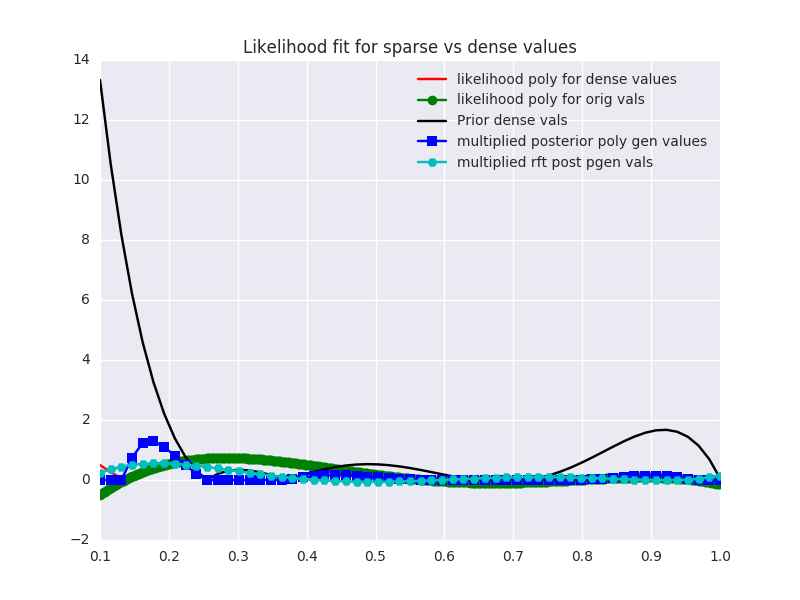 Likelihood fit for sparse vs dense values
14
12
10
8
6
4
2
0
−2
likelihood poly for dense values
likelihood poly for orig vals
Prior dense vals
multiplied posterior poly gen values
multiplied rft post pgen vals
0.1 0.2 0.3 0.4 0.5 0.6 0.7 0.8 0.9 1.0